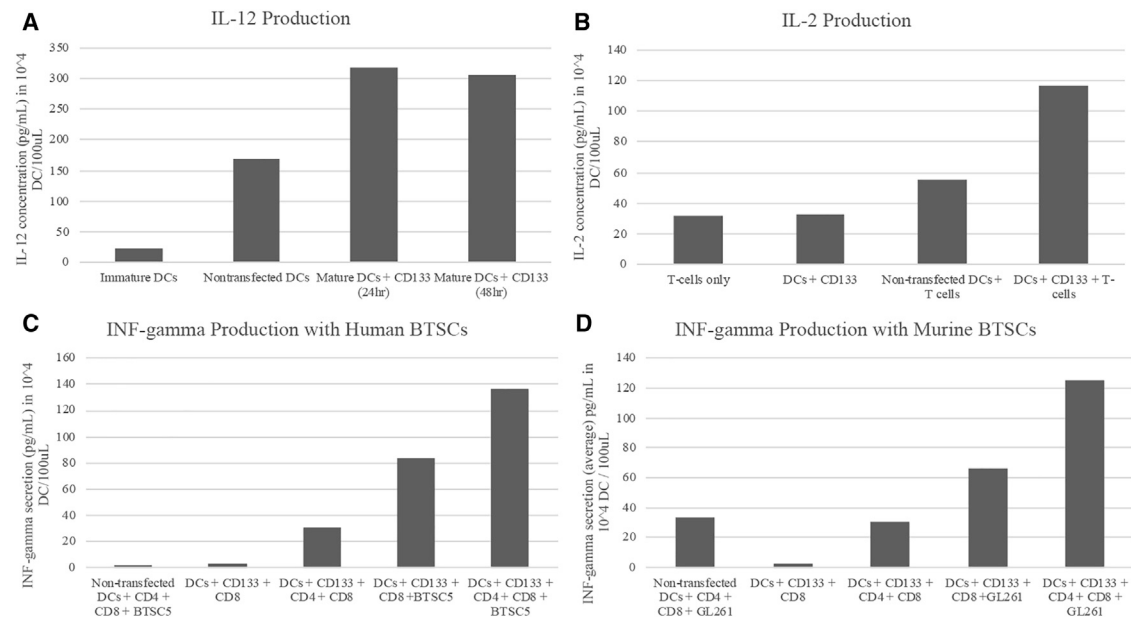 A
IL-12 Production
IL-12 concentration (pg/mL) in 10^4
DC/100uL
350
300
250
200
150
100
50
0
Immature DCs
Nontransfected DCs
Mature DCs + CD133
(24hr)
Mature DCs + CD133
(48hr)
B
IL-2 Production
IL-2 concentration (pg/mL) in 10^4
DC/100uL
140
120
100
80
60
40
20
0
T-cells only
DCs + CD133
Non-transfected DCs +
T cells
DCs + CD133 + T-
cells
C
INF-gamma Production with Human BTSCs
INF-gamma secretion (pg/mL) in 10^4
DC/100uL
160
140
120
100
80
60
40
20
0
Non-transfected
DCs + CD4 +
CD8 + BTSC5
DCs + CD133 +
CD8
DCs + CD133 +
CD4 + CD8
DCs + CD133 +
CD8 +BTSC5
DCs + CD133 +
CD4 + CD8 +
BTSC5
D
INF-gamma Production with Murine BTSCs
INF-gamma secretion (average) pg/mL in
10^4 DC / 100uL
140
120
100
80
60
40
20
0
Non-transfected
DCs + CD4 +
CD8 + GL261
DCs + CD133 +
CD8
DCs + CD133 +
CD4 + CD8
DCs + CD133 +
CD8 +GL261
DCs + CD133 +
CD4 + CD8 +
GL261